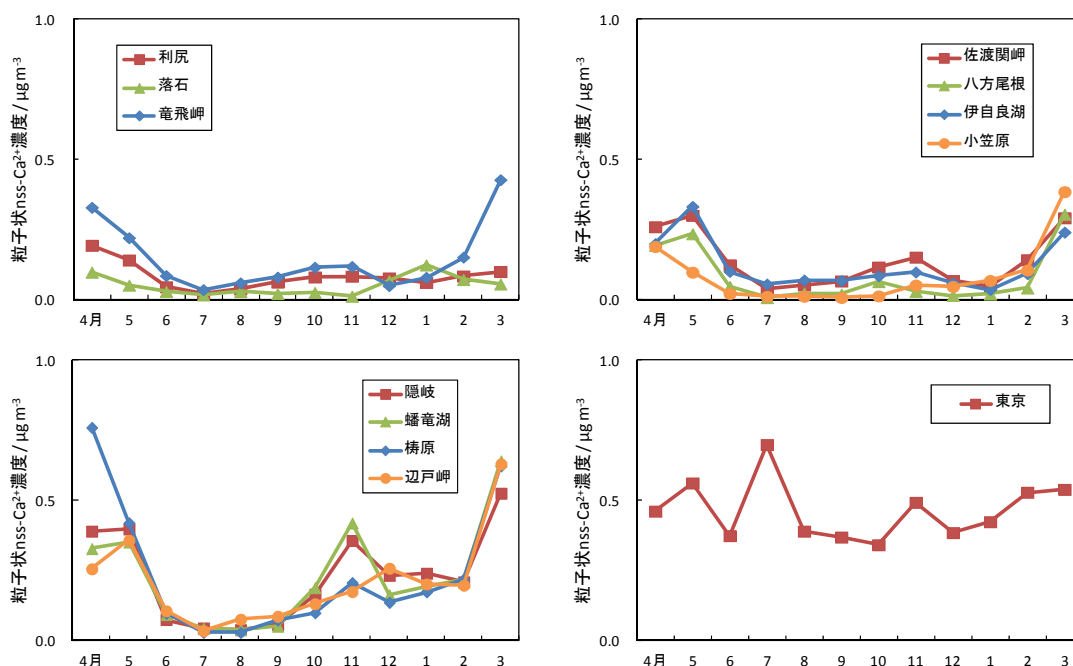 粒子状nss-Ca²⁺濃度/μgm⁻³
1.0
0.5
0.0
利尻
落石
竜飛岬
4月 5 6 7 8 9 10 11 12 1 2 3
粒子状nss-Ca²⁺濃度/μgm⁻³
1.0
0.5
0.0
佐渡関岬
八方尾根
伊自良湖
小笠原
4月 5 6 7 8 9 10 11 12 1 2 3
粒子状nss-Ca²⁺濃度/μgm⁻³
1.0
0.5
0.0
隠岐
蟠竜湖
梼原
辺戸岬
4月 5 6 7 8 9 10 11 12 1 2 3
粒子状nss-Ca²⁺濃度/μgm⁻³
1.0
0.5
0.0
東京
4月 5 6 7 8 9 10 11 12 1 2 3